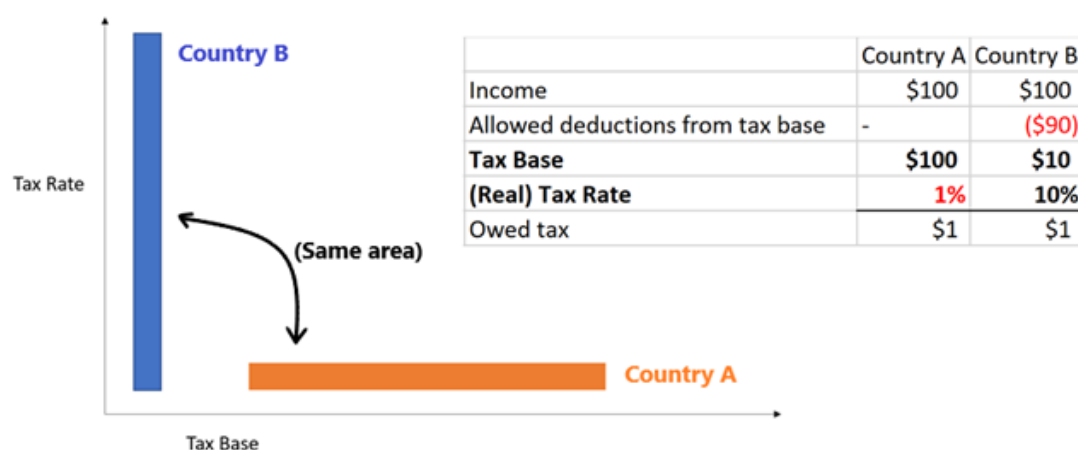 Country B
Tax Rate
(Same area)
Country A
Tax Base
Country A Country B
Income $100 $100
Allowed deductions from tax base - ($90)
Tax Base $100 $10
(Real) Tax Rate 1% 10%
Owed tax $1 $1